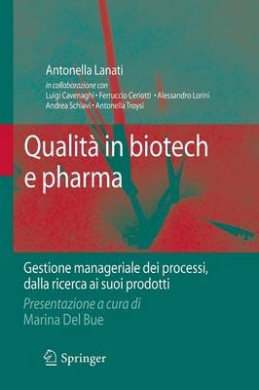 Antonella Lanati
in collaborazione con
Luigi Cavenaghi • Ferruccio Ceriotti • Alessandro Lorini
Andrea Schiavi • Antonella Troysi
Qualità in biotech
e pharma
Gestione manageriale dei processi,
dalla ricerca ai suoi prodotti
Presentazione a cura di
Marina Del Bue
Springer